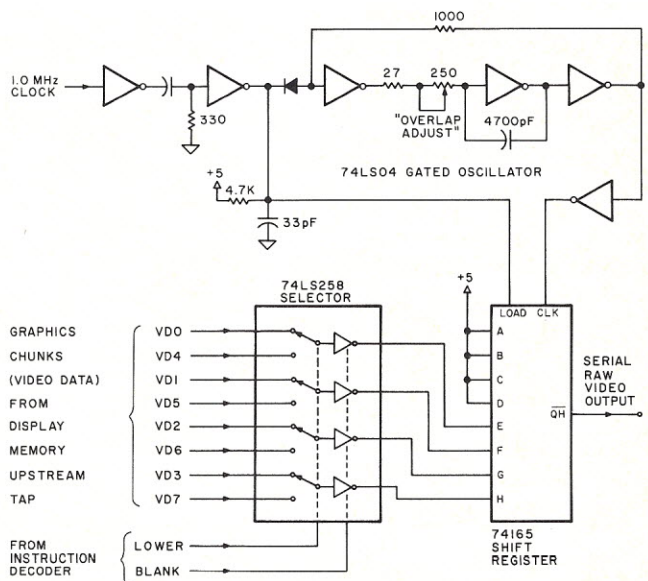 1000
1.0 MHz
CLOCK
330
27
250
"OVERLAP
ADJUST"
4700pF
74LS04 GATED OSCILLATOR
+5
4.7K
33pF
74LS258
SELECTOR
+5
LOAD CLK
GRAPHICS VD0
CHUNKS VD4
(VIDEO DATA) VD1
FROM VD5
DISPLAY VD2
MEMORY VD6
UPSTREAM VD3
TAP VD7
A
B
C
D
E
F
G
H
QH
SERIAL
RAW
VIDEO
OUTPUT
74165
SHIFT
REGISTER
FROM
INSTRUCTION
DECODER
LOWER
BLANK